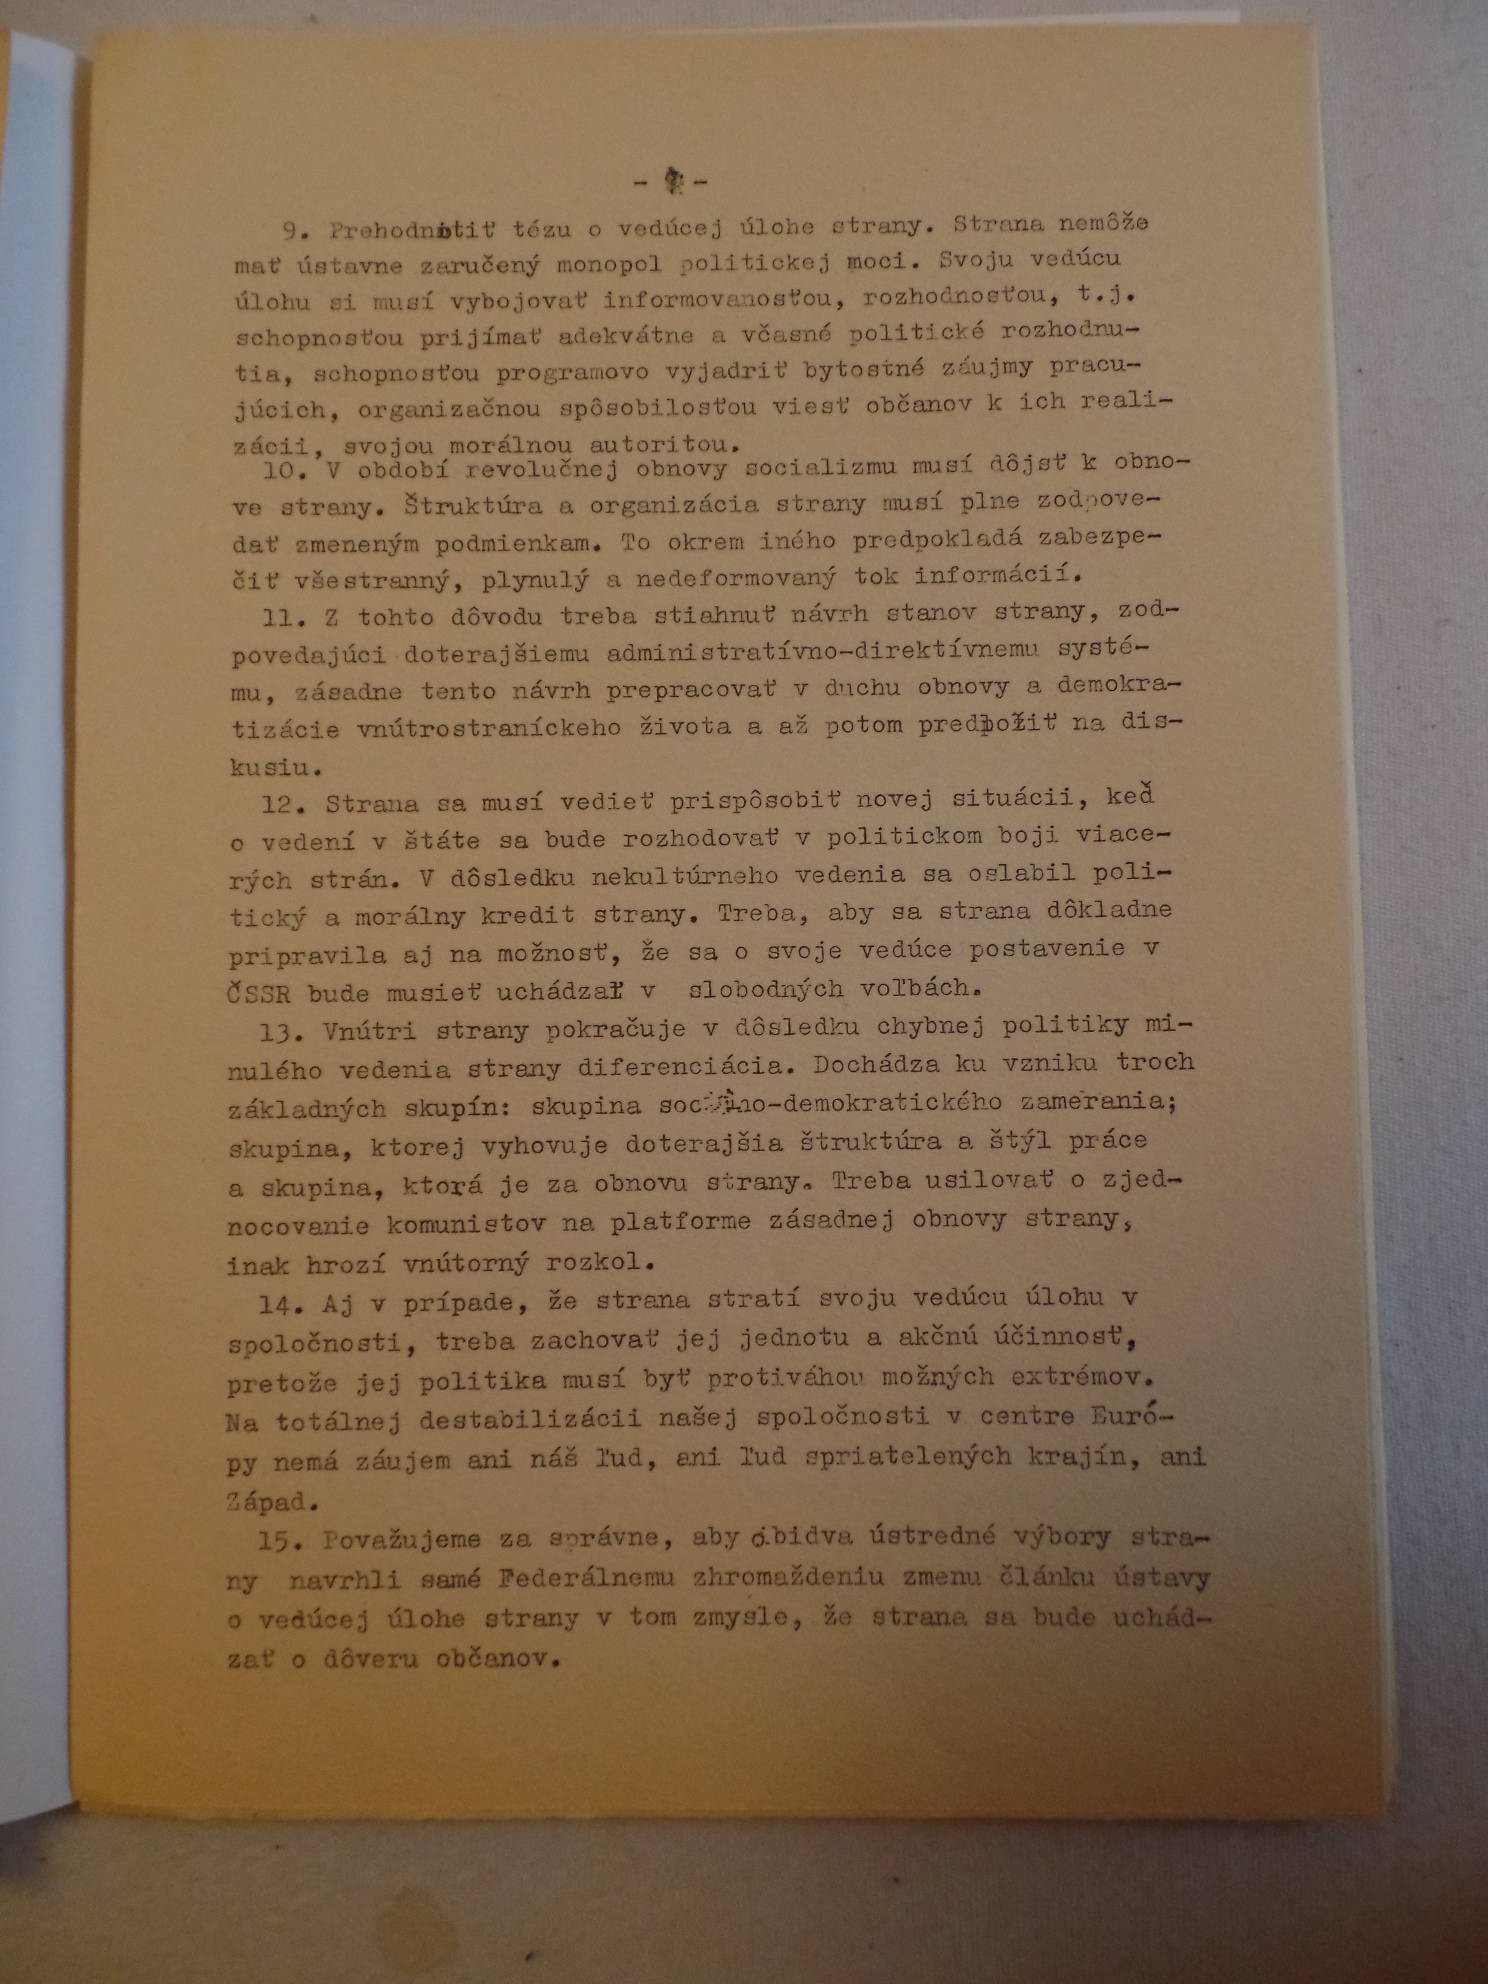 9. Prehodnotiť tézu o vedúcej úlohe strany. Strana nemôže
mať ústavne zaručený monopol politickej moci. Svoju vedúcu
úlohu si musí vybojovať informovanosťou, rozhodnosťou, t.j.
schopnosťou prijímať adekvátne a včasné politické rozhodnu-
tia, schopnosťou programovo vyjadriť bytostné záujmy pracu-
júcich, organizačnou spôsobilosťou viesť občanov k ich reali-
zácii, svojou morálnou autoritou.
10. V období revolučnej obnovy socializmu musí dôjsť k obno-
ve strany. Štruktúra a organizácia strany musí plne zodpove-
dať zmeneným podmienkam. To okrem iného predpokladá zabezpe-
čiť všestranný, plynulý a nedeformovaný tok informácií.
11. Z tohto dôvodu treba stiahnuť návrh stanov strany, zod-
povedajúci doterajšiemu administratívno-direktívnemu systé-
mu, zásadne tento návrh prepracovať v duchu obnovy a demokra-
tizácie vnútrostraníckeho života a až potom predložiť na dis-
kusiu.
12. Strana sa musí vedieť prispôsobiť novej situácii, keď
o vedení v štáte sa bude rozhodovať v politickom boji viace-
rých strán. V dôsledku nekultúrneho vedenia sa oslabil poli-
tický a morálny kredit strany. Treba, aby sa strana dôkladne
pripravila aj na možnosť, že sa o svoje vedúce postavenie v
ČSSR bude musieť uchádzať v slobodných voľbách.
13. Vnútri strany pokračuje v dôsledku chybnej politiky mi-
nulého vedenia strany diferenciácia. Dochádza ku vzniku troch
základných skupín: skupina sociálno-demokratického zamerania;
skupina, ktorej vyhovuje doterajšia štruktúra a štýl práce
a skupina, ktorá je za obnovu strany. Treba usilovať o zjed-
nocovanie komunistov na platforme zásadnej obnovy strany,
inak hrozí vnútorný rozkol.
14. Aj v prípade, že strana stratí svoju vedúcu úlohu v
spoločnosti, treba zachovať jej jednotu a akčnú účinnosť,
pretože jej politika musí byť protiváhou možných extrémov.
Na totálnej destabilizácii našej spoločnosti v centre Euró-
py nemá záujem ani náš ľud, ani ľud spriatelených krajín, ani
Západ.
15. Považujeme za správne, aby obidva ústredné výbory stra-
ny navrhli samé Federálnemu zhromaždeniu zmenu článku ústavy
o vedúcej úlohe strany v tom zmysle, že strana sa bude uchád-
zať o dôveru občanov.